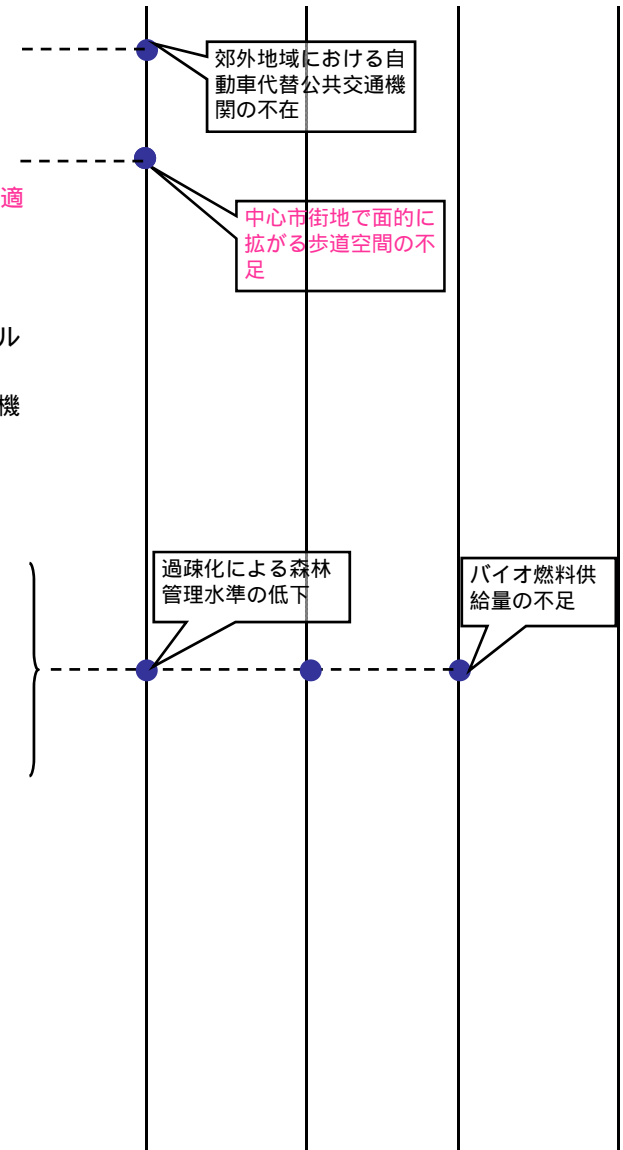 郊外地域における自
動車代替公共交通機
関の不在
適
中心市街地で面的に
拡がる歩道空間の不
足
ル
機
過疎化による森林
管理水準の低下
バイオ燃料供
給量の不足